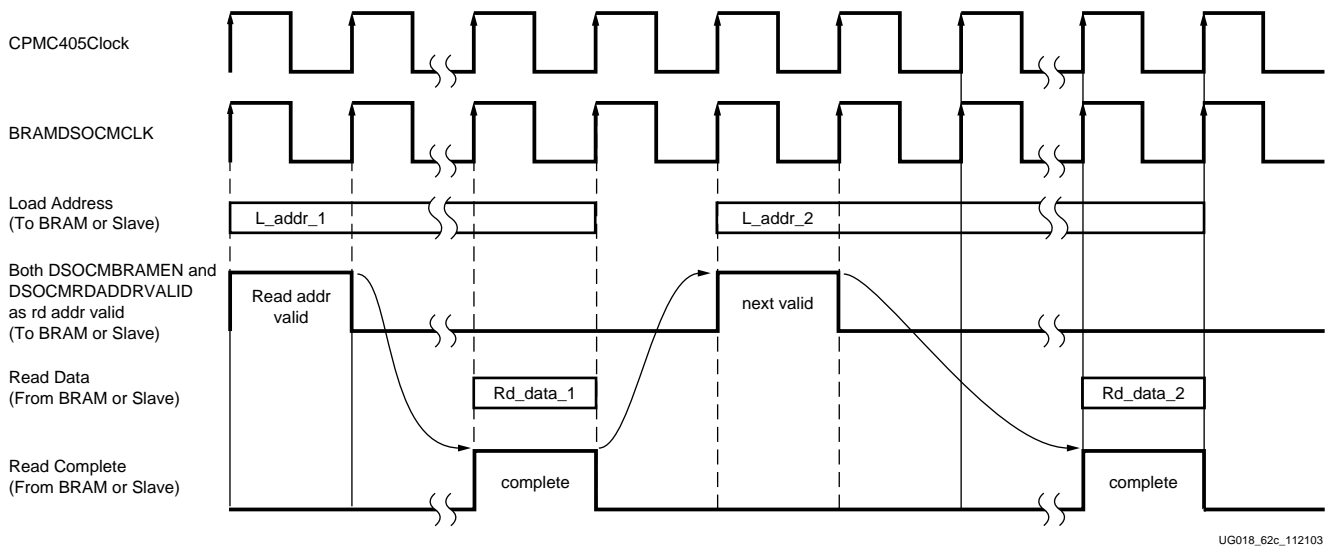 CPMC405Clock
BRAMDSOCMCLK
Load Address
(To BRAM or Slave)
L_addr_1
L_addr_2
Both DSOCMBRAMEN and
DSOCMRDADDRVALID
as rd addr valid
(To BRAM or Slave)
Read addr
valid
next valid
Read Data
(From BRAM or Slave)
Rd_data_1
Rd_data_2
Read Complete
(From BRAM or Slave)
complete
complete
UG018_62c_112103